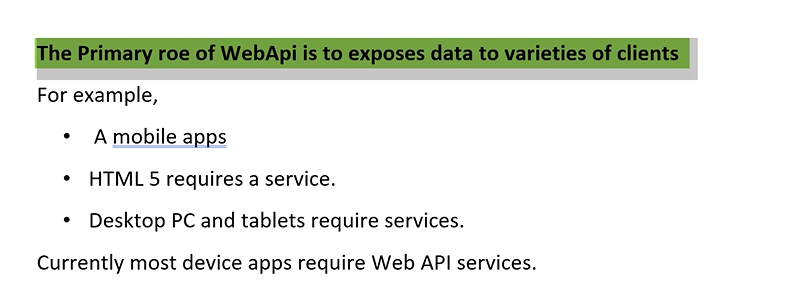 The Primary roe of WebApi is to exposes data to varieties of clients
For example,
• A mobile apps
• HTML 5 requires a service.
• Desktop PC and tablets require services.
Currently most device apps require Web API services.